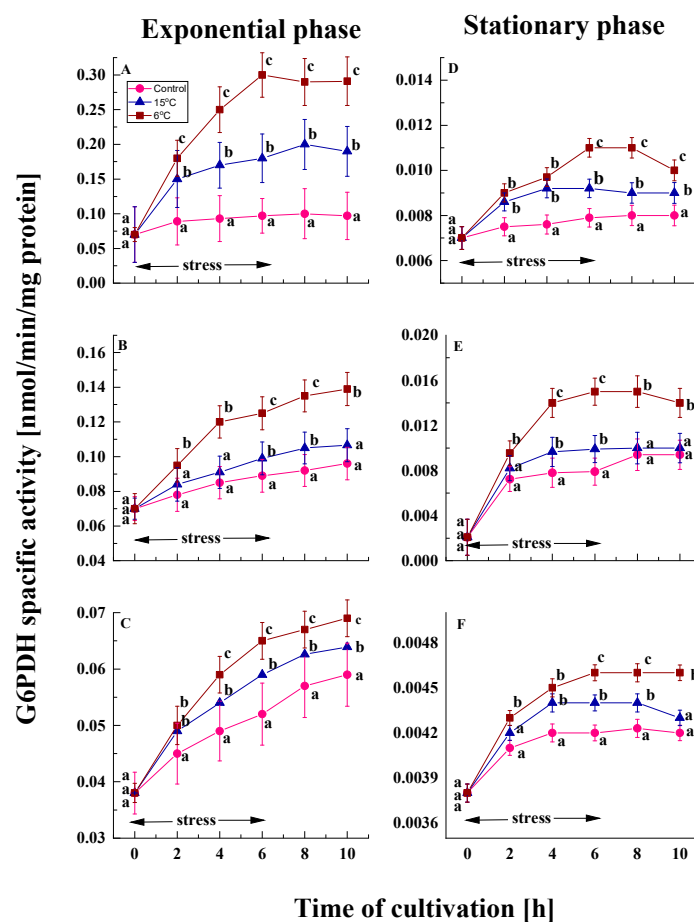 Exponential phase
Stationary phase
G6PDH spacific activity [nmol/min/mg protein]
A
Control
15°C
6°C
0.30
0.25
0.20
0.15
0.10
0.05
0.00
c c c c c
b b b b b
a a a a a
a
a
a
stress
D
0.010
0.008
0.006
b b c c c
b b b b b
a a a a a
a
a
a
stress
B
0.16
0.14
0.12
0.10
0.08
0.06
0.04
b b c c b
a a b b a
a a a a a
a
a
a
stress
E
0.020
0.016
0.012
0.008
0.004
0.000
b c c b b
b b b a a
a a a a a
a
a
a
stress
C
0.07
0.06
0.05
0.04
0.03
b c c c c
b b b b b
a a a a a
a
a
a
stress
0 2 4 6 8 10
F
0.0048
0.0045
0.0042
0.0039
0.0036
b b c c
a b b b a
a a a a a
a
a
a
stress
0 2 4 6 8 10
Time of cultivation [h]